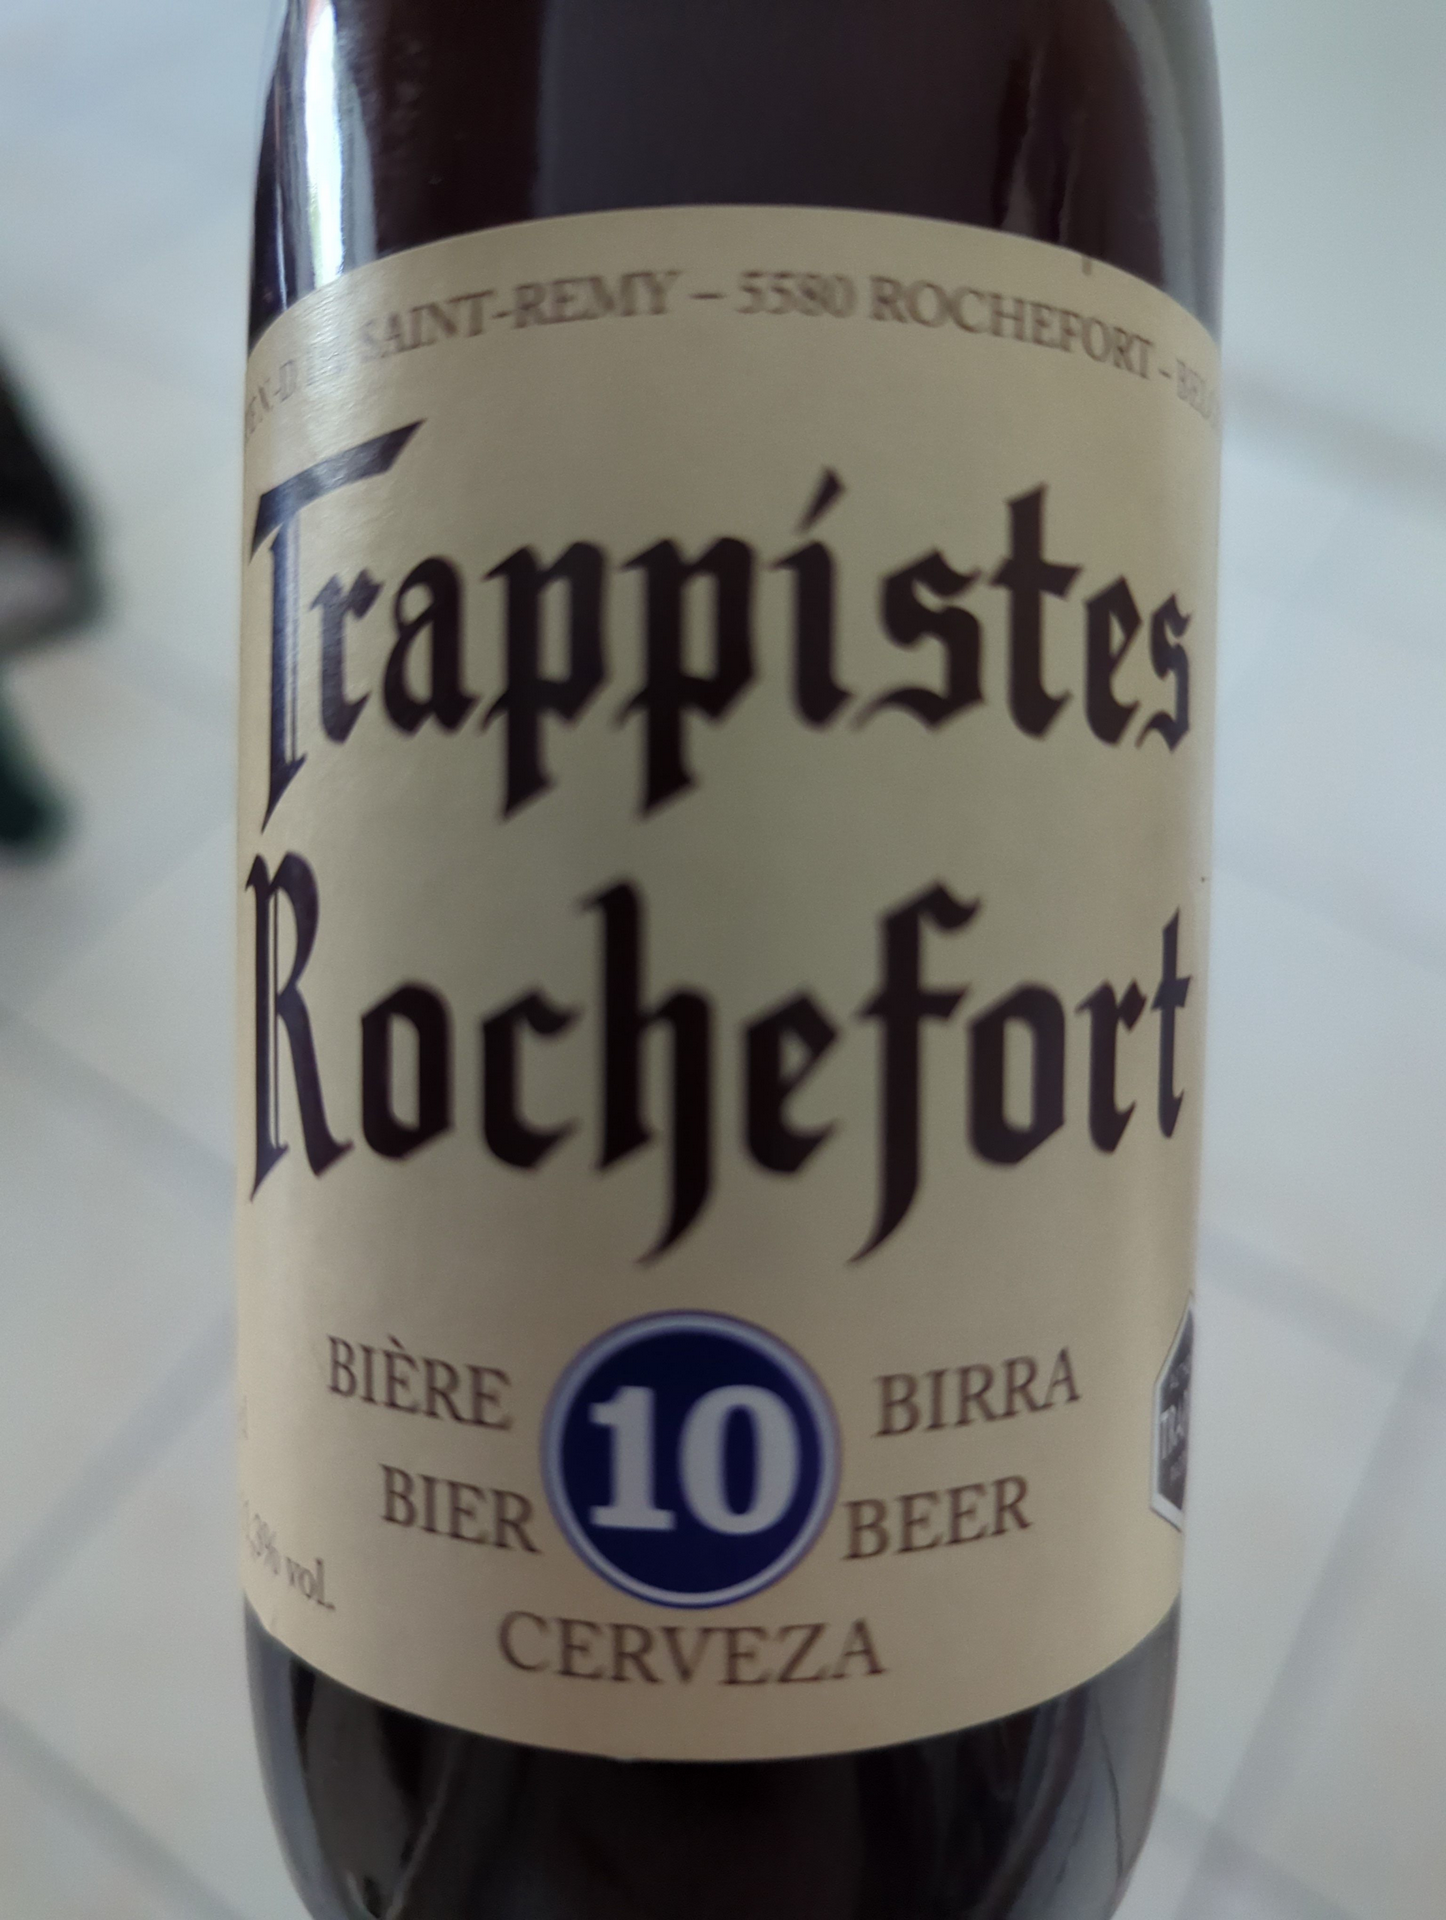 SAINT-REMY – 5580 ROCHEFORT -
Trappistes
Rochefort
BIÈRE 10 BIRRA
BIER BEER
CERVEZA
vol.